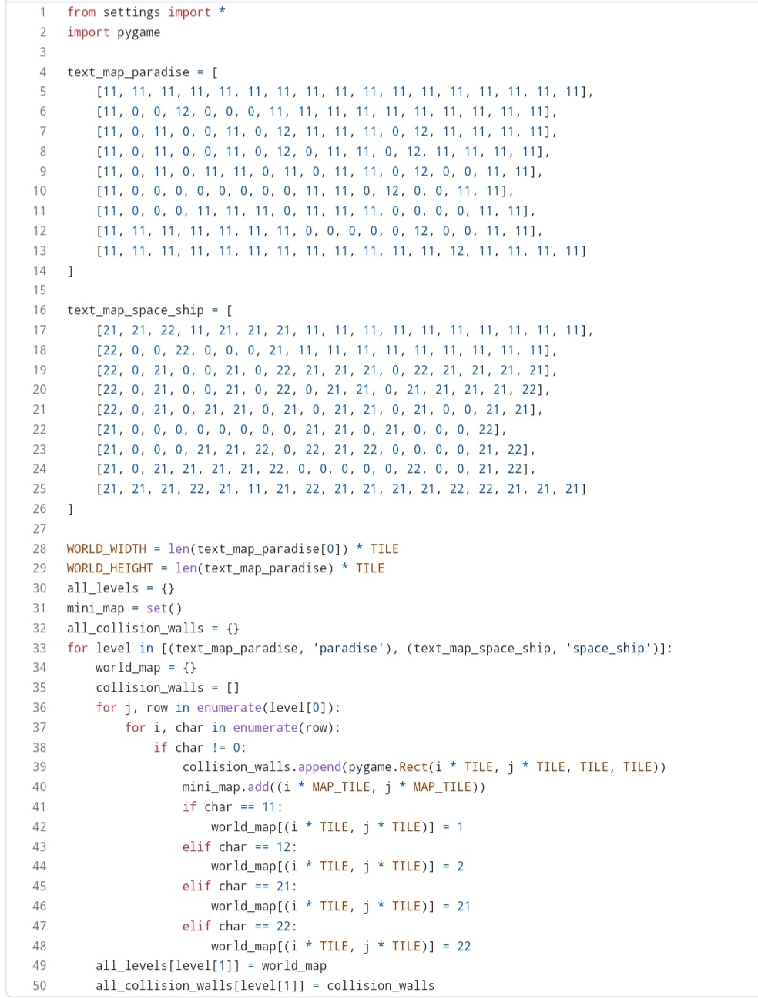 1 from settings import *
2 import pygame
3
4 text_map_paradise = [
5     [11, 11, 11, 11, 11, 11, 11, 11, 11, 11, 11, 11, 11, 11, 11, 11, 11],
6     [11, 0, 0, 12, 0, 0, 0, 11, 11, 11, 11, 11, 11, 11, 11, 11, 11],
7     [11, 0, 11, 0, 0, 11, 0, 12, 11, 11, 11, 0, 12, 11, 11, 11, 11],
8     [11, 0, 11, 0, 0, 11, 0, 12, 0, 11, 11, 0, 12, 11, 11, 11, 11],
9     [11, 0, 11, 0, 11, 11, 0, 11, 0, 11, 11, 0, 12, 0, 0, 11, 11],
10     [11, 0, 0, 0, 0, 0, 0, 0, 0, 11, 11, 0, 12, 0, 0, 11, 11],
11     [11, 0, 0, 0, 11, 11, 11, 0, 11, 11, 11, 0, 0, 0, 0, 11, 11],
12     [11, 11, 11, 11, 11, 11, 11, 0, 0, 0, 0, 0, 12, 0, 0, 11, 11],
13     [11, 11, 11, 11, 11, 11, 11, 11, 11, 11, 11, 11, 12, 11, 11, 11, 11]
14 ]
15
16 text_map_space_ship = [
17     [21, 21, 22, 11, 21, 21, 21, 11, 11, 11, 11, 11, 11, 11, 11, 11, 11],
18     [22, 0, 0, 22, 0, 0, 0, 21, 11, 11, 11, 11, 11, 11, 11, 11, 11],
19     [22, 0, 21, 0, 0, 21, 0, 22, 21, 21, 21, 0, 22, 21, 21, 21, 21],
20     [22, 0, 21, 0, 0, 21, 0, 22, 0, 21, 21, 0, 21, 21, 21, 21, 22],
21     [22, 0, 21, 0, 21, 21, 0, 21, 0, 21, 21, 0, 21, 0, 0, 21, 21],
22     [21, 0, 0, 0, 0, 0, 0, 0, 0, 21, 21, 0, 21, 0, 0, 0, 22],
23     [21, 0, 0, 0, 21, 21, 22, 0, 22, 21, 22, 0, 0, 0, 0, 21, 22],
24     [21, 0, 21, 21, 21, 21, 22, 0, 0, 0, 0, 0, 22, 0, 0, 21, 22],
25     [21, 21, 21, 22, 21, 11, 21, 22, 21, 21, 21, 21, 22, 22, 21, 21, 21]
26 ]
27
28 WORLD_WIDTH = len(text_map_paradise[0]) * TILE
29 WORLD_HEIGHT = len(text_map_paradise) * TILE
30 all_levels = {}
31 mini_map = set()
32 all_collision_walls = {}
33 for level in [(text_map_paradise, 'paradise'), (text_map_space_ship, 'space_ship')]:
34     world_map = {}
35     collision_walls = []
36     for j, row in enumerate(level[0]):
37         for i, char in enumerate(row):
38             if char != 0:
39                 collision_walls.append(pygame.Rect(i * TILE, j * TILE, TILE, TILE))
40                 mini_map.add((i * MAP_TILE, j * MAP_TILE))
41                 if char == 11:
42                     world_map[(i * TILE, j * TILE)] = 1
43                 elif char == 12:
44                     world_map[(i * TILE, j * TILE)] = 2
45                 elif char == 21:
46                     world_map[(i * TILE, j * TILE)] = 21
47                 elif char == 22:
48                     world_map[(i * TILE, j * TILE)] = 22
49     all_levels[level[1]] = world_map
50     all_collision_walls[level[1]] = collision_walls